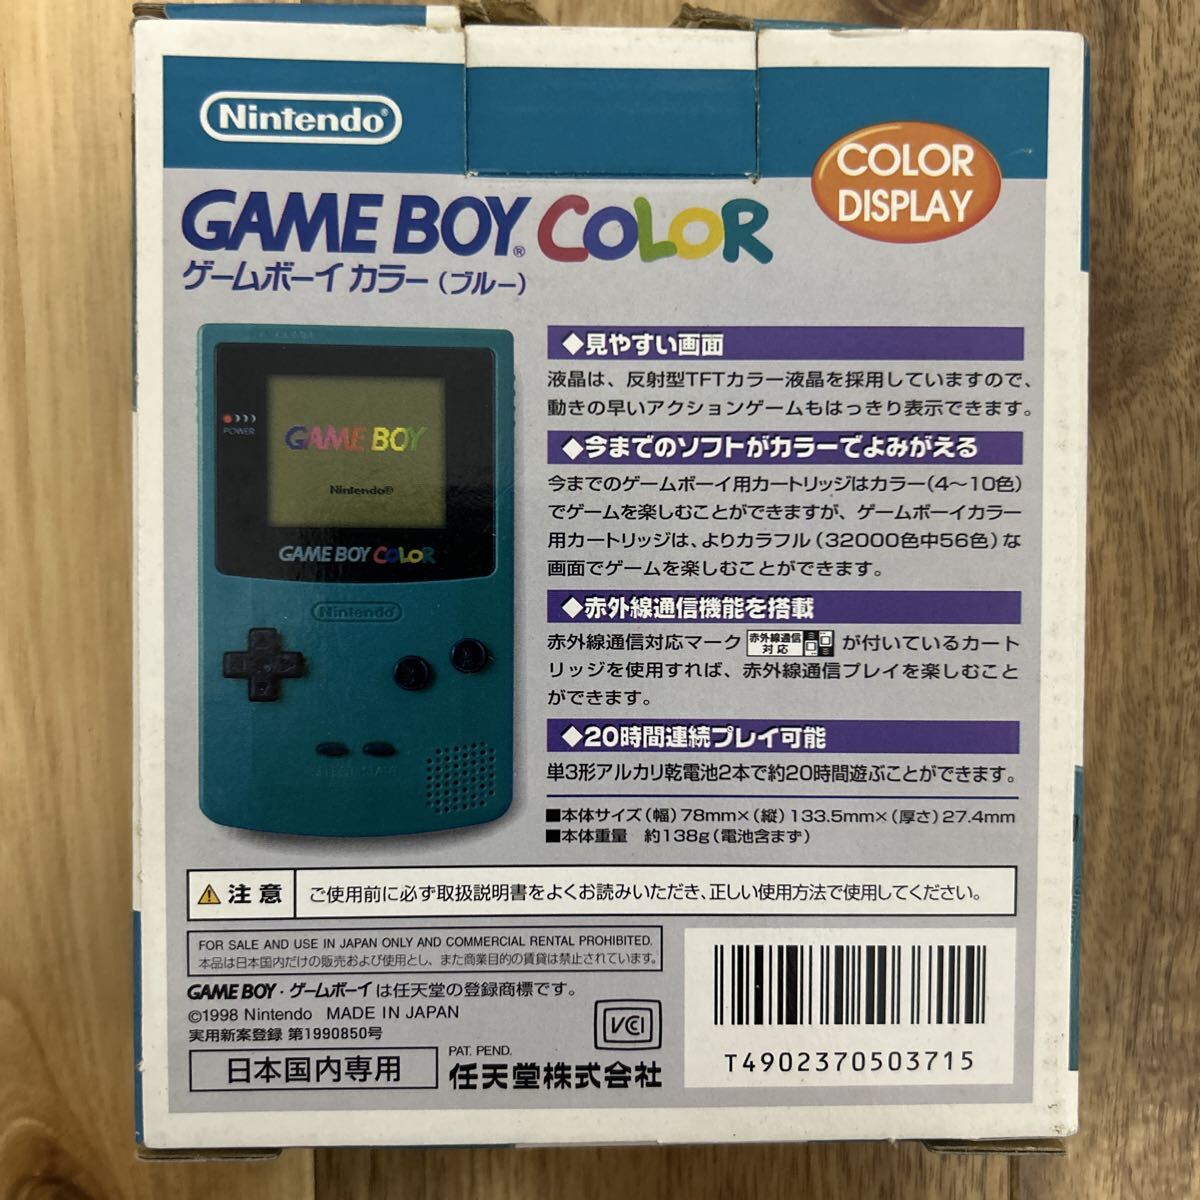 Nintendo®
COLOR
DISPLAY
GAME BOY® COLOR
ゲームボーイ カラー（ブルー）
POWER
GAME BOY
Nintendo®
GAME BOY COLOR
Nintendo
SELECT START
◆見やすい画面
液晶は、反射型TFTカラー液晶を採用していますので、
動きの早いアクションゲームもはっきり表示できます。
◆今までのソフトがカラーでよみがえる
今までのゲームボーイ用カートリッジはカラー（4〜10色）
でゲームを楽しむことができますが、ゲームボーイカラー
用カートリッジは、よりカラフル（32000色中56色）な
画面でゲームを楽しむことができます。
◆赤外線通信機能を搭載
赤外線通信対応マーク 赤外線通信対応 が付いているカート
リッジを使用すれば、赤外線通信プレイを楽しむこと
ができます。
◆20時間連続プレイ可能
単3形アルカリ乾電池2本で約20時間遊ぶことができます。
■本体サイズ（幅）78mm×（縦）133.5mm×（厚さ）27.4mm
■本体重量 約138g（電池含まず）
注意 ご使用前に必ず取扱説明書をよくお読みいただき、正しい使用方法で使用してください。
FOR SALE AND USE IN JAPAN ONLY AND COMMERCIAL RENTAL PROHIBITED.
本品は日本国内だけの販売および使用とし、また商業目的の賃貸は禁止されています。
GAME BOY・ゲームボーイは任天堂の登録商標です。
©1998 Nintendo MADE IN JAPAN
実用新案登録 第1990850号
VCI
PAT. PEND.
日本国内専用
任天堂株式会社
T4902370503715